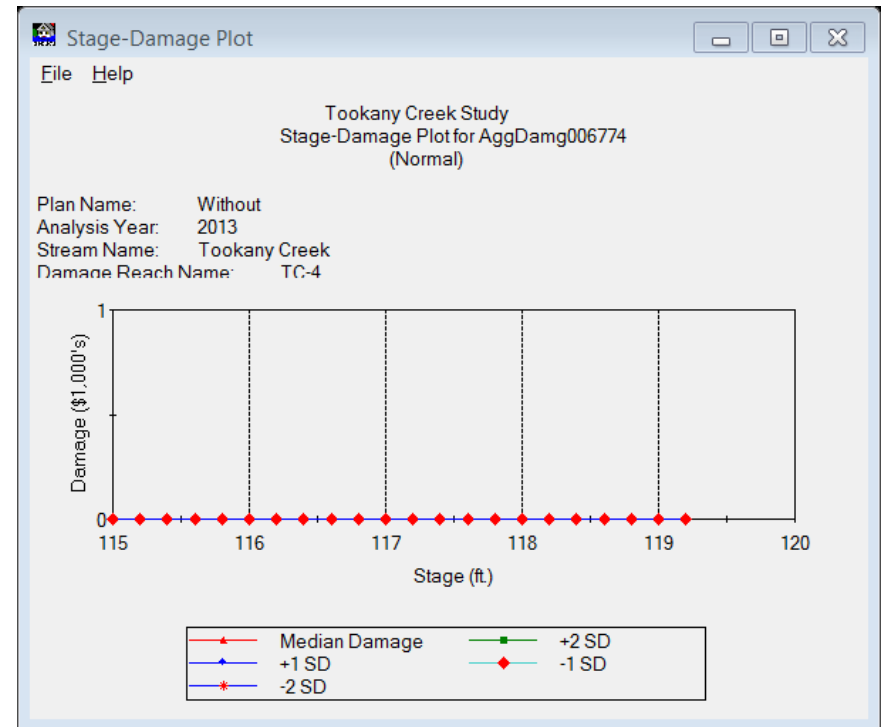 Stage-Damage Plot
File Help
Tookany Creek Study
Stage-Damage Plot for AggDamg006774
(Normal)
Plan Name: Without
Analysis Year: 2013
Stream Name: Tookany Creek
Damage Reach Name: TC-4
1
Damage ($1,000's)
0
115 116 117 118 119 120
Stage (ft.)
Median Damage +2 SD
+1 SD -1 SD
-2 SD